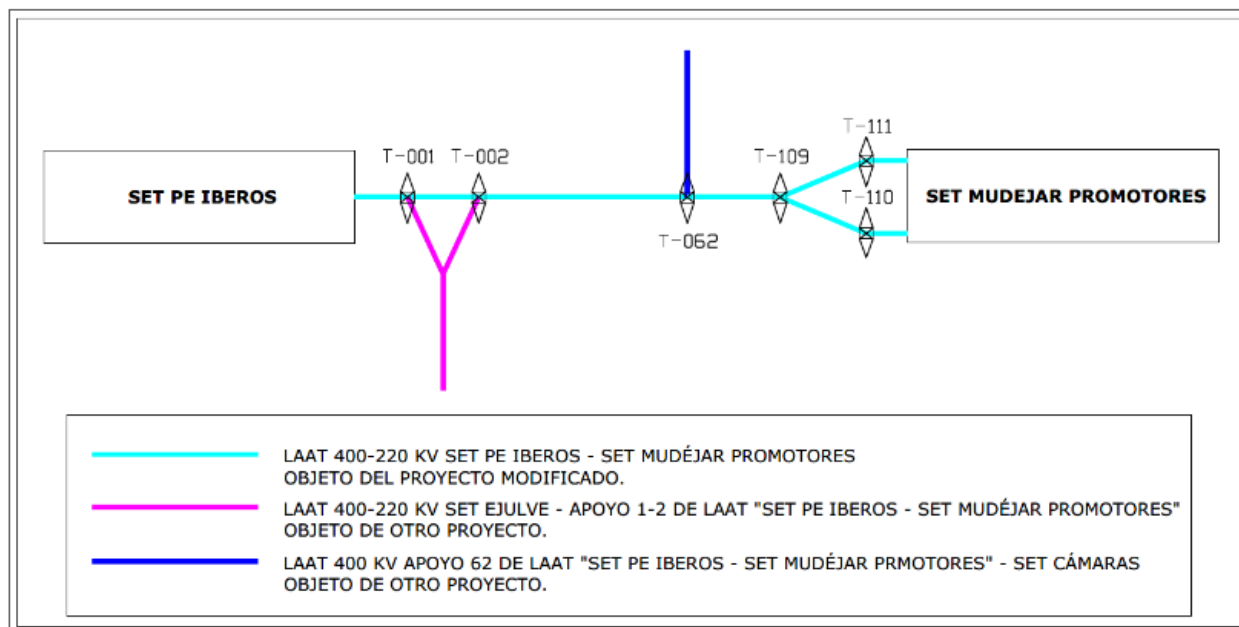 T-111
T-001 T-002 T-109
SET PE IBEROS
SET MUDEJAR PROMOTORES
T-110
T-062
LAAT 400-220 KV SET PE IBEROS - SET MUDÉJAR PROMOTORES
OBJETO DEL PROYECTO MODIFICADO.
LAAT 400-220 KV SET EJULVE - APOYO 1-2 DE LAAT "SET PE IBEROS - SET MUDÉJAR PROMOTORES"
OBJETO DE OTRO PROYECTO.
LAAT 400 KV APOYO 62 DE LAAT "SET PE IBEROS - SET MUDÉJAR PRMOTORES" - SET CÁMARAS
OBJETO DE OTRO PROYECTO.